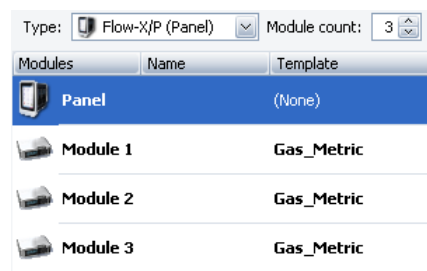 Type: Flow-X/P (Panel) Module count: 3
Modules Name Template
Panel (None)
Module 1 Gas_Metric
Module 2 Gas_Metric
Module 3 Gas_Metric